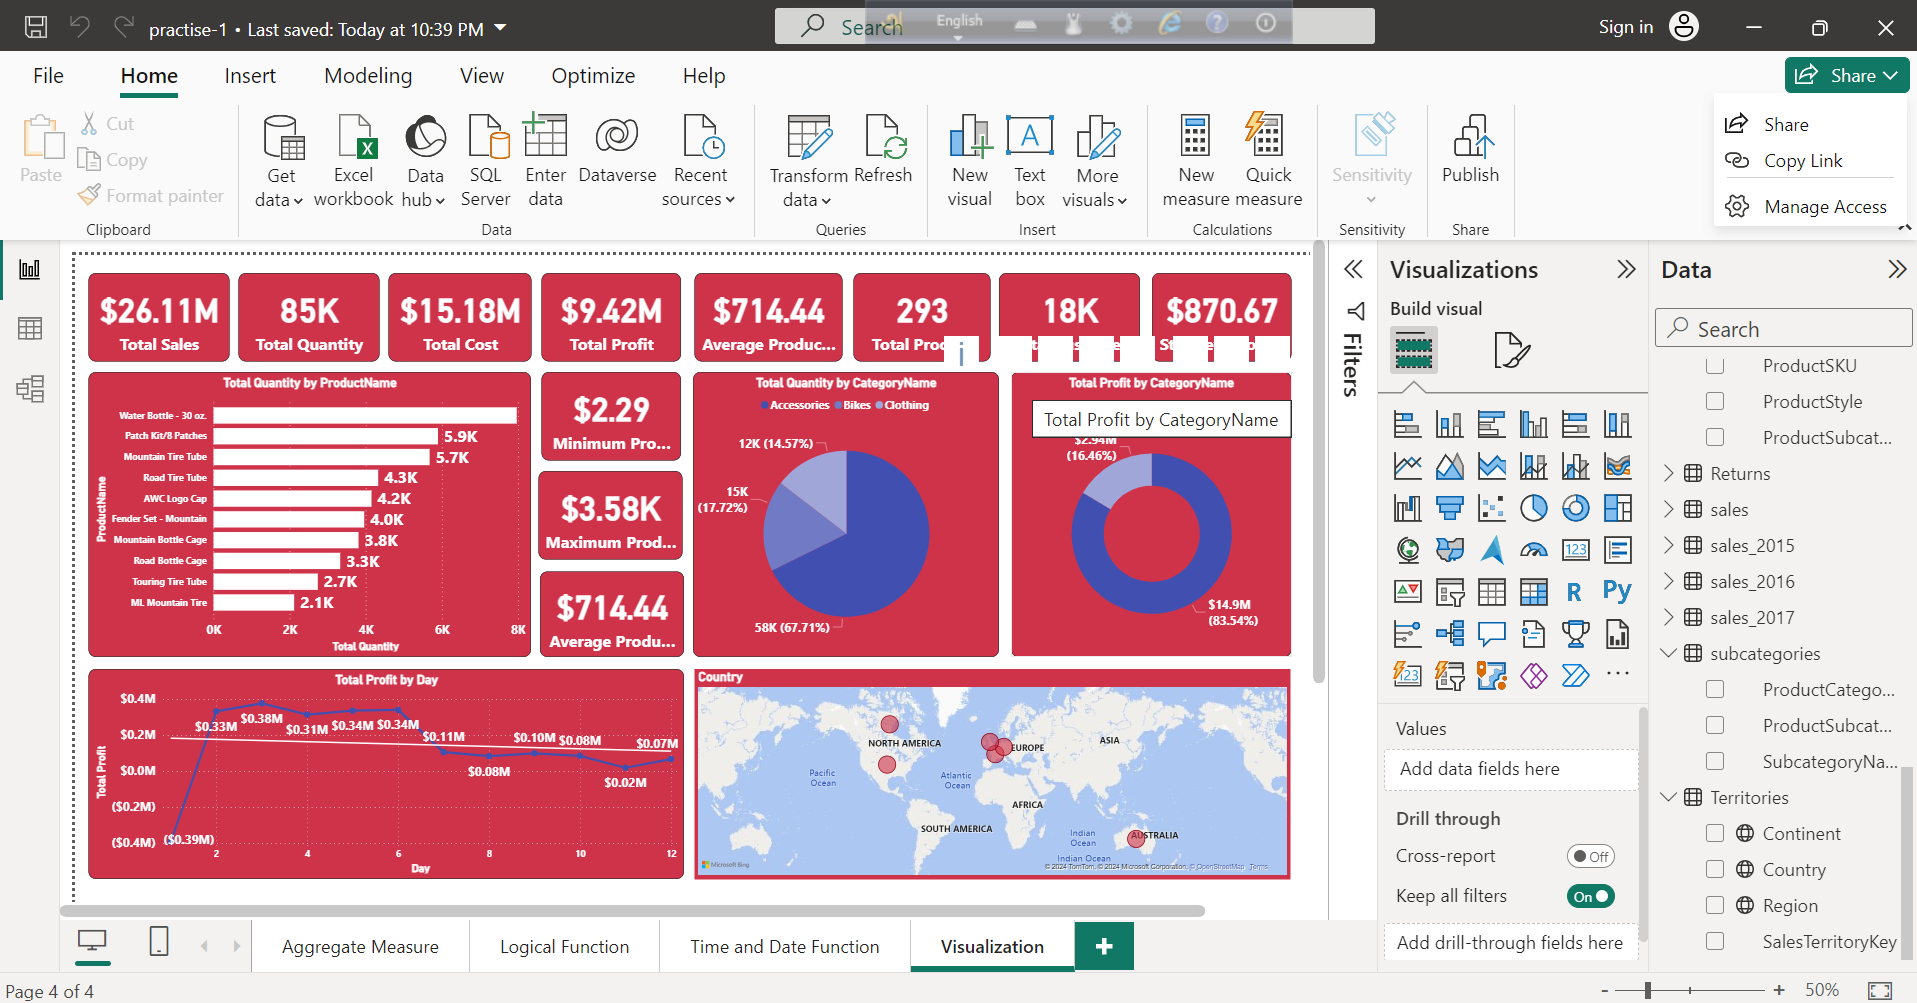 practise-1 • Last saved: Today at 10:39 PM
Search
English
Sign in
File
Home
Insert
Modeling
View
Optimize
Help
Share
Share
Copy Link
Manage Access
Paste
Cut
Copy
Format painter
Clipboard
Get data
Excel workbook
Data hub
SQL Server
Enter data
Dataverse
Recent sources
Data
Transform data
Refresh
Queries
New visual
Text box
More visuals
Insert
New measure
Quick measure
Calculations
Sensitivity
Sensitivity
Publish
Share
$26.11M
Total Sales
85K
Total Quantity
$15.18M
Total Cost
$9.42M
Total Profit
$714.44
Average Produc...
293
Total Pro
18K
$870.67
Total Quantity by ProductName
ProductName
Water Bottle - 30 oz.
Patch Kit/8 Patches
5.9K
Mountain Tire Tube
5.7K
Road Tire Tube
4.3K
AWC Logo Cap
4.2K
Fender Set - Mountain
4.0K
Mountain Bottle Cage
3.8K
Road Bottle Cage
3.3K
Touring Tire Tube
2.7K
ML Mountain Tire
2.1K
0K 2K 4K 6K 8K
Total Quantity
$2.29
Minimum Pro...
$3.58K
Maximum Prod...
$714.44
Average Produ...
Total Quantity by CategoryName
Accessories Bikes Clothing
12K (14.57%)
15K
(17.72%)
58K (67.71%)
Total Profit by CategoryName
Total Profit by CategoryName
$2.94M
(16.46%)
$14.9M
(83.54%)
Total Profit by Day
Total Profit
$0.4M
$0.2M
$0.0M
($0.2M)
($0.4M)
($0.39M)
$0.33M
$0.38M
$0.31M
$0.34M
$0.34M
$0.11M
$0.08M
$0.10M
$0.08M
$0.02M
$0.07M
2 4 6 8 10 12
Day
Country
NORTH AMERICA
EUROPE
ASIA
Pacific
Ocean
Atlantic
Ocean
AFRICA
SOUTH AMERICA
Indian
Ocean
AUSTRALIA
Indian Ocean
Microsoft Bing
© 2024 TomTom, © 2024 Microsoft Corporation, © OpenStreetMap Terms
Filters
Visualizations
Build visual
123
R
Py
123
Values
Add data fields here
Drill through
Cross-report
Off
Keep all filters
On
Add drill-through fields here
Data
Search
ProductSKU
ProductStyle
ProductSubcat...
Returns
sales
sales_2015
sales_2016
sales_2017
subcategories
ProductCatego...
ProductSubcat...
SubcategoryNa...
Territories
Continent
Country
Region
SalesTerritoryKey
Aggregate Measure
Logical Function
Time and Date Function
Visualization
+
Page 4 of 4
- + 50%